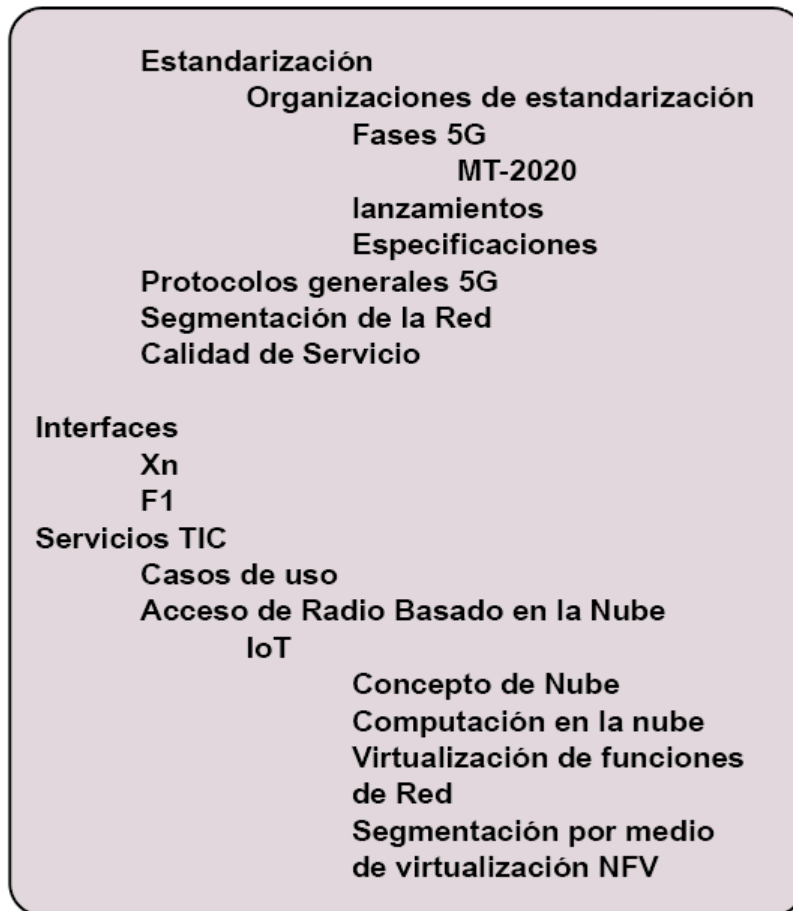 Estandarización
Organizaciones de estandarización
Fases 5G
MT-2020
lanzamientos
Especificaciones
Protocolos generales 5G
Segmentación de la Red
Calidad de Servicio
Interfaces
Xn
F1
Servicios TIC
Casos de uso
Acceso de Radio Basado en la Nube
IoT
Concepto de Nube
Computación en la nube
Virtualización de funciones
de Red
Segmentación por medio
de virtualización NFV